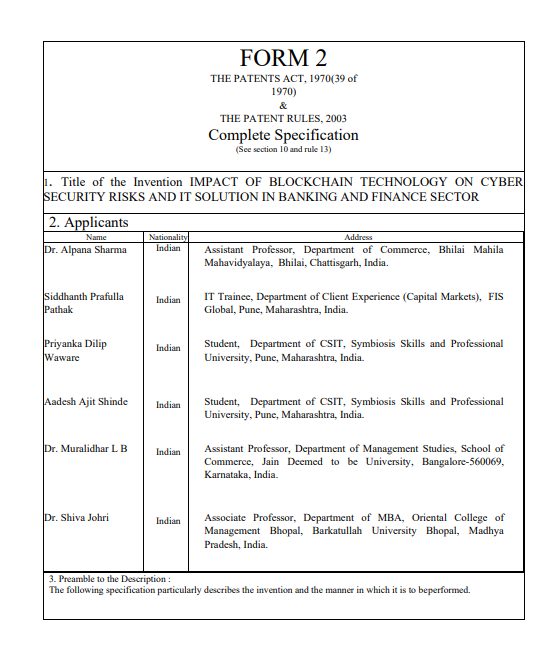 FORM 2
THE PATENTS ACT, 1970(39 of
1970)
&
THE PATENT RULES, 2003
Complete Specification
(See section 10 and rule 13)
1. Title of the Invention IMPACT OF BLOCKCHAIN TECHNOLOGY ON CYBER
SECURITY RISKS AND IT SOLUTION IN BANKING AND FINANCE SECTOR
2. Applicants
Name Nationality Address
Dr. Alpana Sharma Indian Assistant Professor, Department of Commerce, Bhilai Mahila
Mahavidyalaya, Bhilai, Chattisgarh, India.
Siddhanth Prafulla Indian IT Trainee, Department of Client Experience (Capital Markets), FIS
Pathak Global, Pune, Maharashtra, India.
Priyanka Dilip Indian Student, Department of CSIT, Symbiosis Skills and Professional
Waware University, Pune, Maharashtra, India.
Aadesh Ajit Shinde Indian Student, Department of CSIT, Symbiosis Skills and Professional
University, Pune, Maharashtra, India.
Dr. Muralidhar L B Indian Assistant Professor, Department of Management Studies, School of
Commerce, Jain Deemed to be University, Bangalore-560069,
Karnataka, India.
Dr. Shiva Johri Indian Associate Professor, Department of MBA, Oriental College of
Management Bhopal, Barkatullah University Bhopal, Madhya
Pradesh, India.
3. Preamble to the Description :
The following specification particularly describes the invention and the manner in which it is to beperformed.